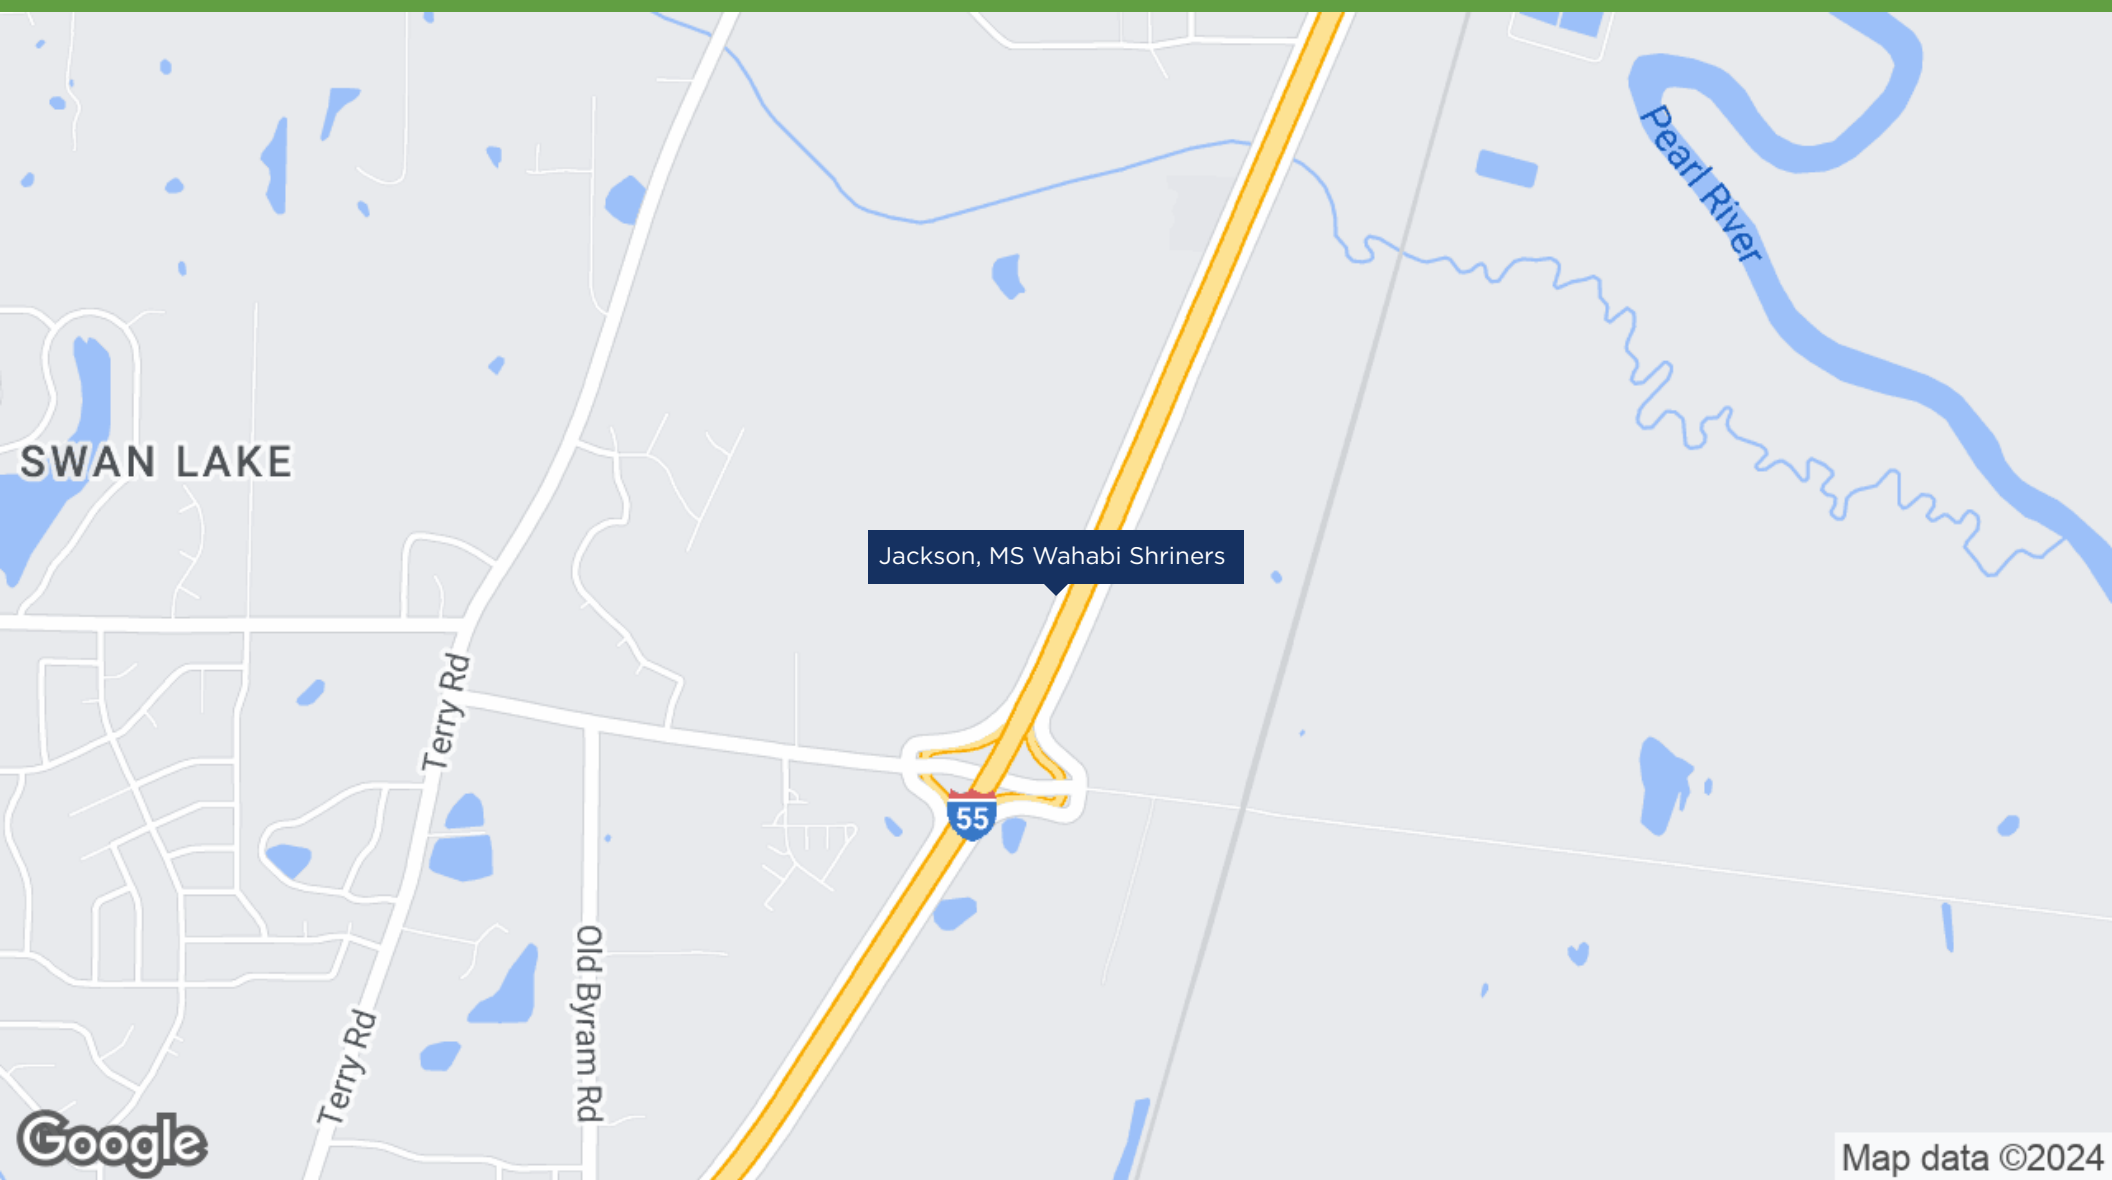 Pearl River
SWAN LAKE
Jackson, MS Wahabi Shriners
Terry Rd
55
Old Byram Rd
Terry Rd
Google
Map data ©2024